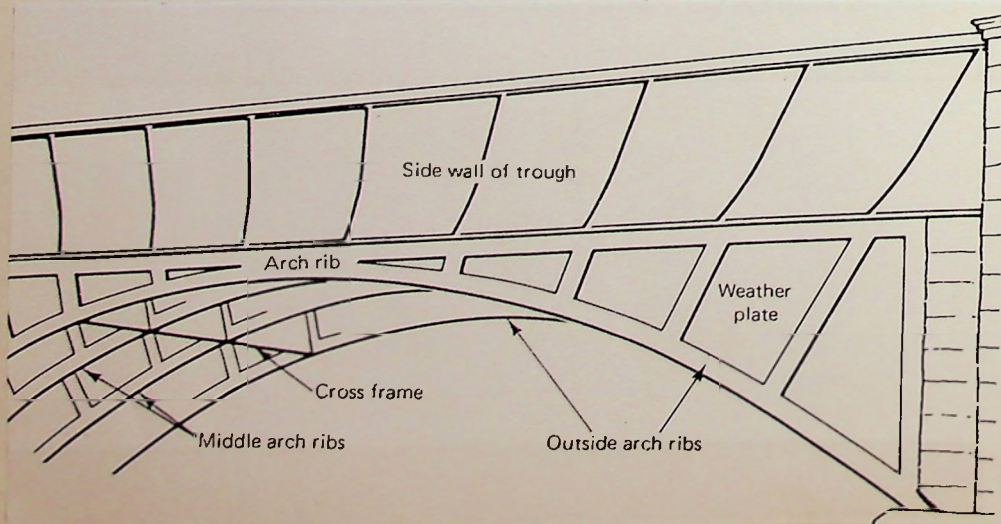 Side wall of trough
Arch rib
Weather
plate
Cross frame
Middle arch ribs
Outside arch ribs